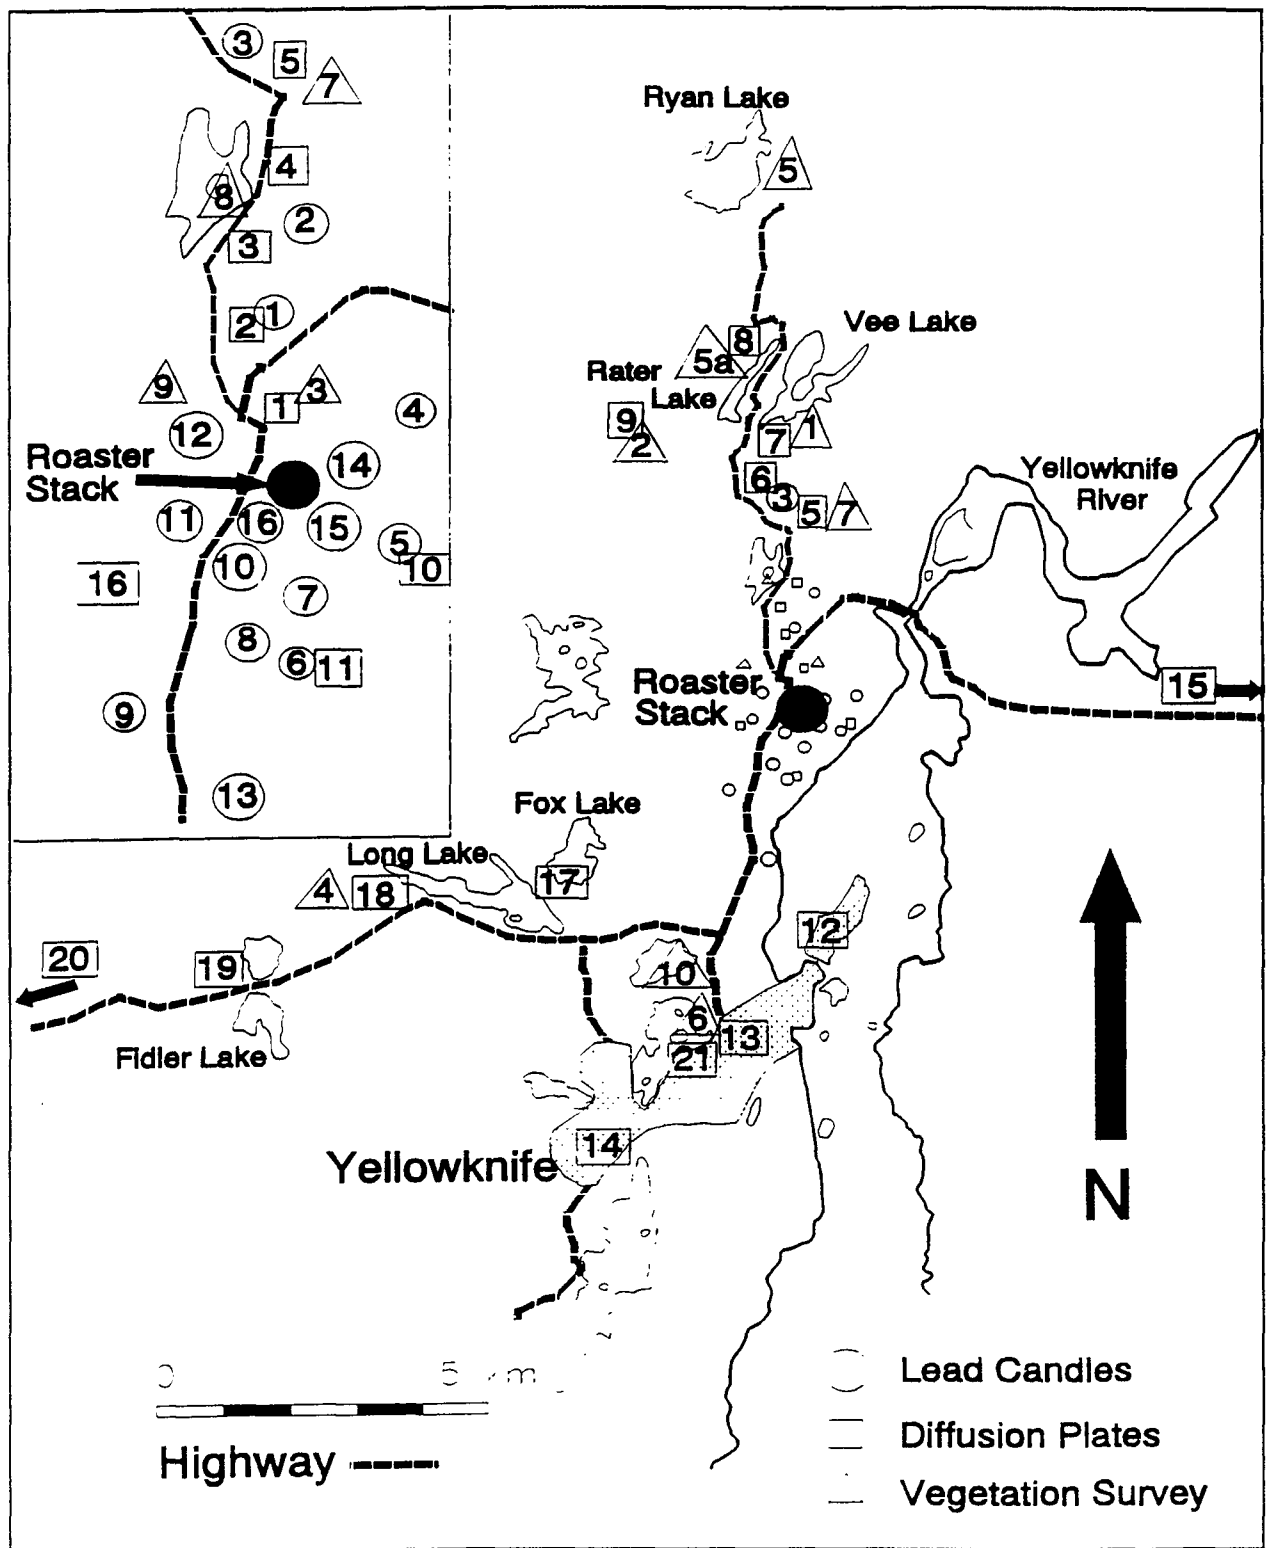 3
5
7
4
8
2
3
1
2
9
1
3
4
12
14
Roaster
Stack
11
16
15
5
10
10
16
7
8
6
11
9
13
Ryan Lake
5
Vee Lake
8
5a
Rater
Lake
9
2
7
1
6
3
5
7
Yellowknife
River
15
Roaster
Stack
Fox Lake
Long Lake
17
4
18
12
20
19
10
6
13
21
Fidler Lake
14
Yellowknife
N
0 5 km
Lead Candles
Diffusion Plates
Vegetation Survey
Highway